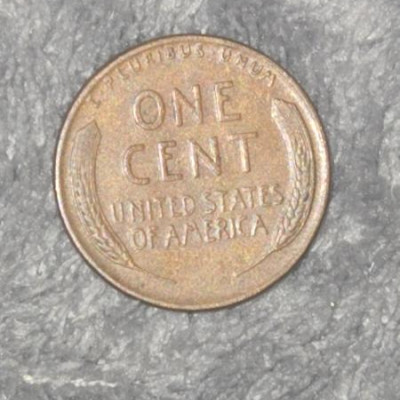 E PLURIBUS UNUM
ONE
CENT
UNITED STATES
OF AMERICA